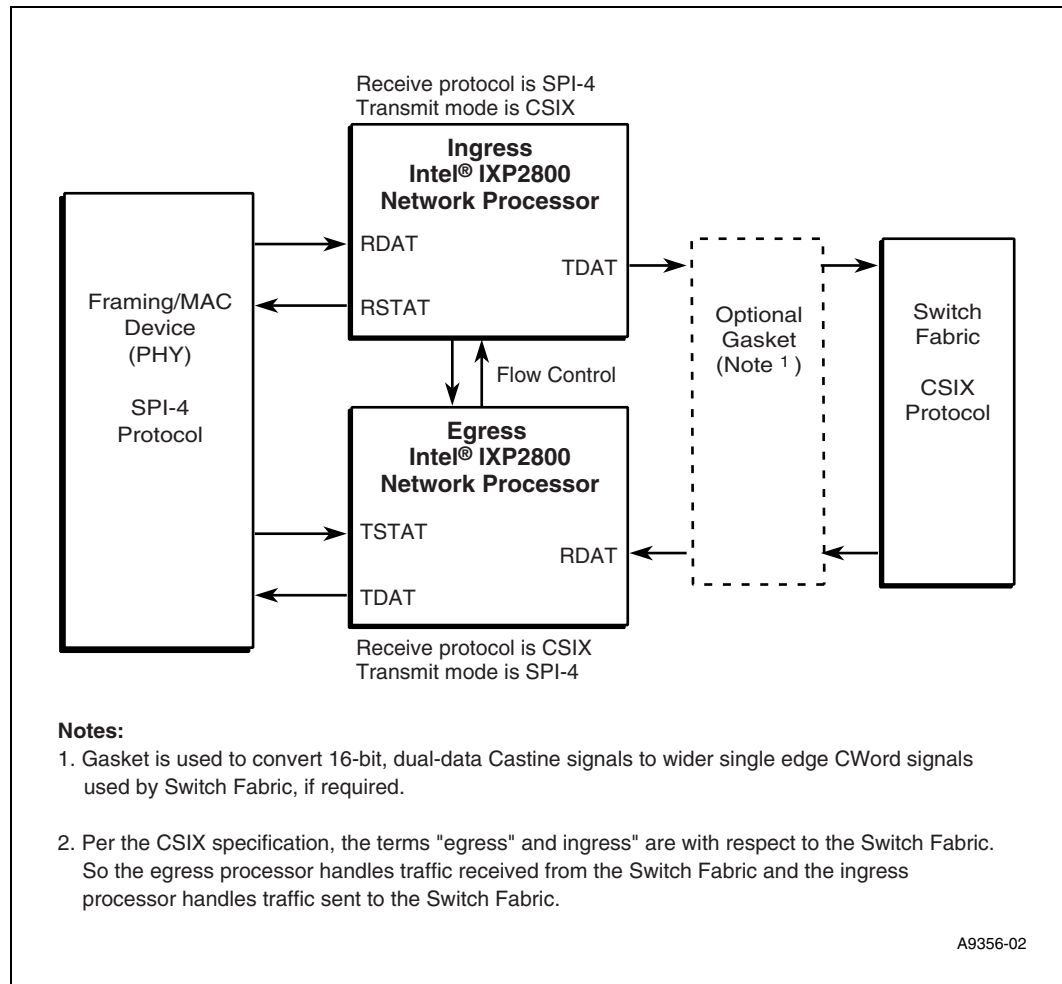 Receive protocol is SPI-4
Transmit mode is CSIX
Ingress
Intel® IXP2800
Network Processor
RDAT
TDAT
RSTAT
Framing/MAC
Device
(PHY)
SPI-4
Protocol
Optional
Gasket
(Note 1 )
Switch
Fabric
CSIX
Protocol
Flow Control
Egress
Intel® IXP2800
Network Processor
TSTAT
RDAT
TDAT
Receive protocol is CSIX
Transmit mode is SPI-4
Notes:
1. Gasket is used to convert 16-bit, dual-data Castine signals to wider single edge CWord signals
used by Switch Fabric, if required.
2. Per the CSIX specification, the terms "egress" and ingress" are with respect to the Switch Fabric.
So the egress processor handles traffic received from the Switch Fabric and the ingress
processor handles traffic sent to the Switch Fabric.
A9356-02